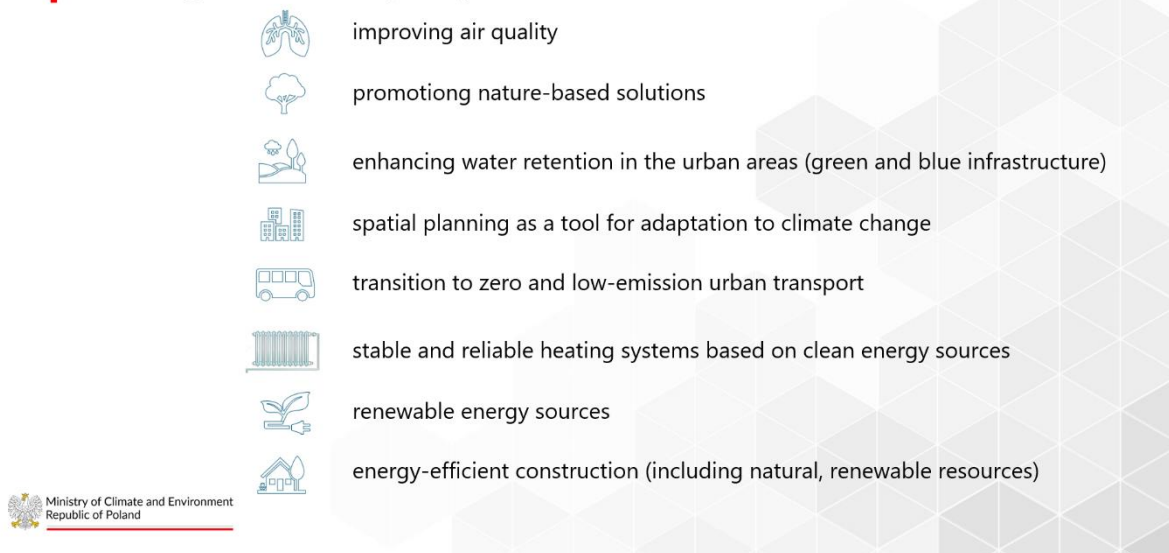 improving air quality
promotiong nature-based solutions
enhancing water retention in the urban areas (green and blue infrastructure)
spatial planning as a tool for adaptation to climate change
transition to zero and low-emission urban transport
stable and reliable heating systems based on clean energy sources
renewable energy sources
energy-efficient construction (including natural, renewable resources)
Ministry of Climate and Environment
Republic of Poland